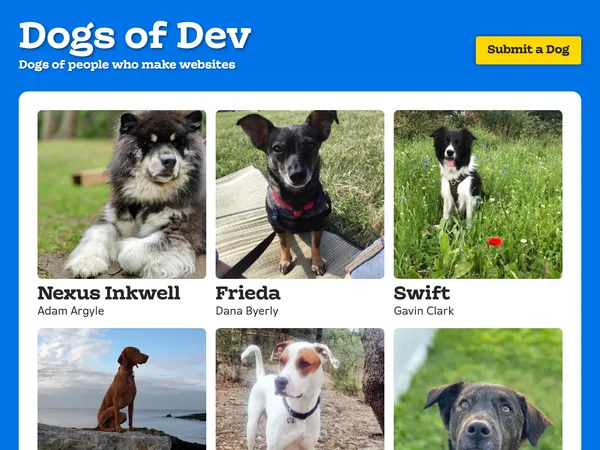 Dogs of Dev
Dogs of people who make websites
Submit a Dog
Nexus Inkwell
Adam Argyle
Frieda
Dana Byerly
Swift
Gavin Clark